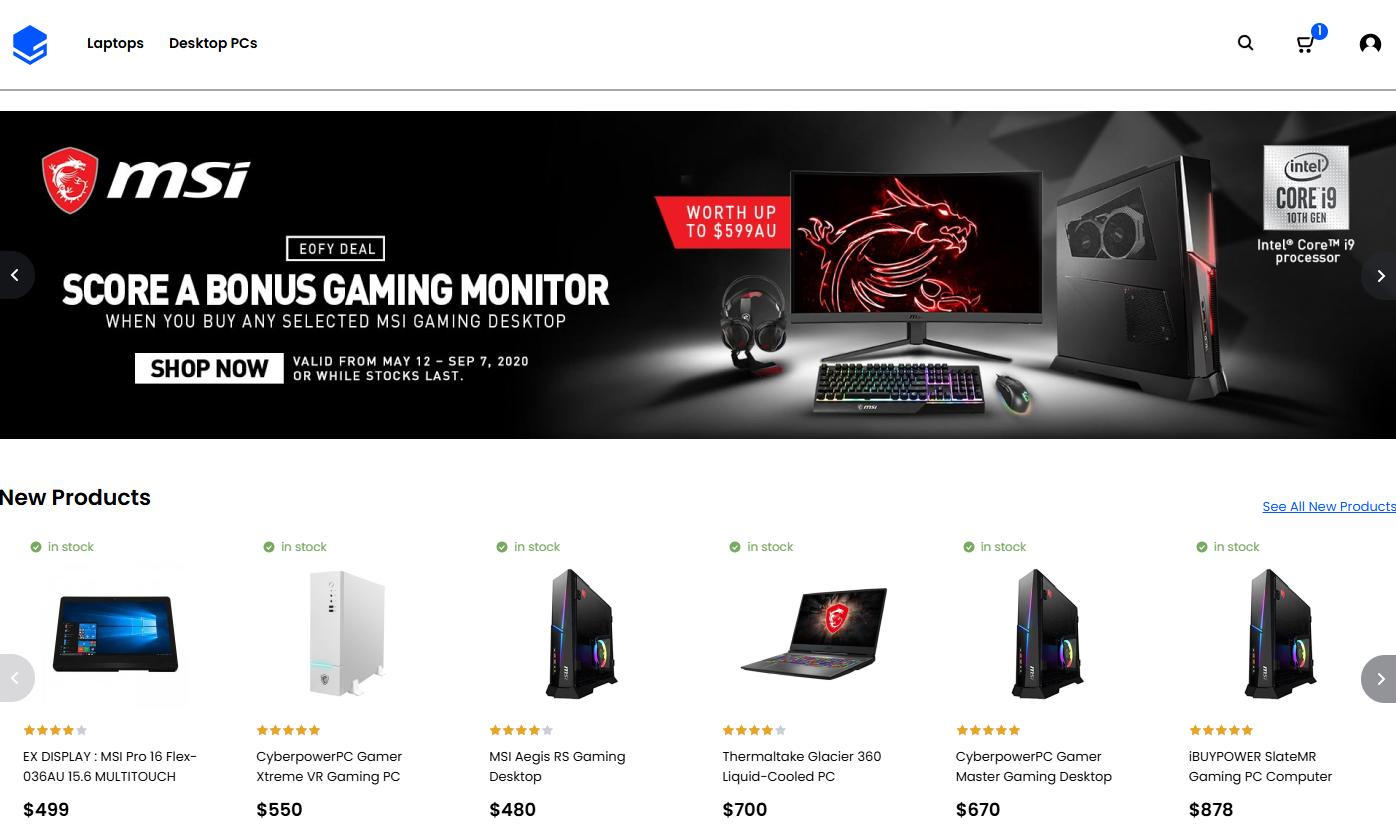 Laptops Desktop PCs 1
msi
EOFY DEAL
SCORE A BONUS GAMING MONITOR
WHEN YOU BUY ANY SELECTED MSI GAMING DESKTOP
SHOP NOW
VALID FROM MAY 12 – SEP 7, 2020
OR WHILE STOCKS LAST.
WORTH UP
TO $599AU
msi
intel
CORE i9
10TH GEN
Intel® Core™ i9
processor
New Products
See All New Products
in stock
EX DISPLAY : MSI Pro 16 Flex-
036AU 15.6 MULTITOUCH
$499
in stock
CyberpowerPC Gamer
Xtreme VR Gaming PC
$550
in stock
MSI Aegis RS Gaming
Desktop
$480
in stock
Thermaltake Glacier 360
Liquid-Cooled PC
$700
in stock
CyberpowerPC Gamer
Master Gaming Desktop
$670
in stock
iBUYPOWER SlateMR
Gaming PC Computer
$878